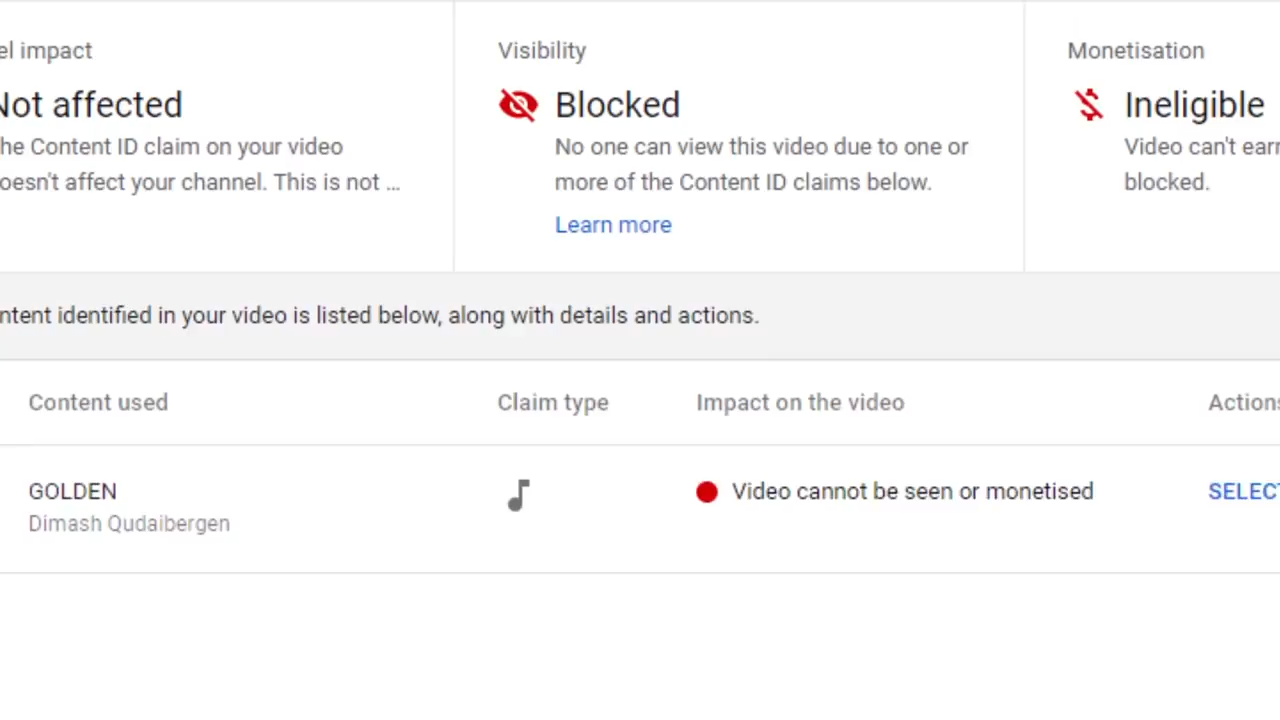 el impact
Not affected
he Content ID claim on your video
oesn't affect your channel. This is not ...
Visibility
Blocked
No one can view this video due to one or
more of the Content ID claims below.
Learn more
Monetisation
Ineligible
Video can't earn
blocked.
ntent identified in your video is listed below, along with details and actions.
Content used
Claim type
Impact on the video
Actions
GOLDEN
Dimash Qudaibergen
Video cannot be seen or monetised
SELECT